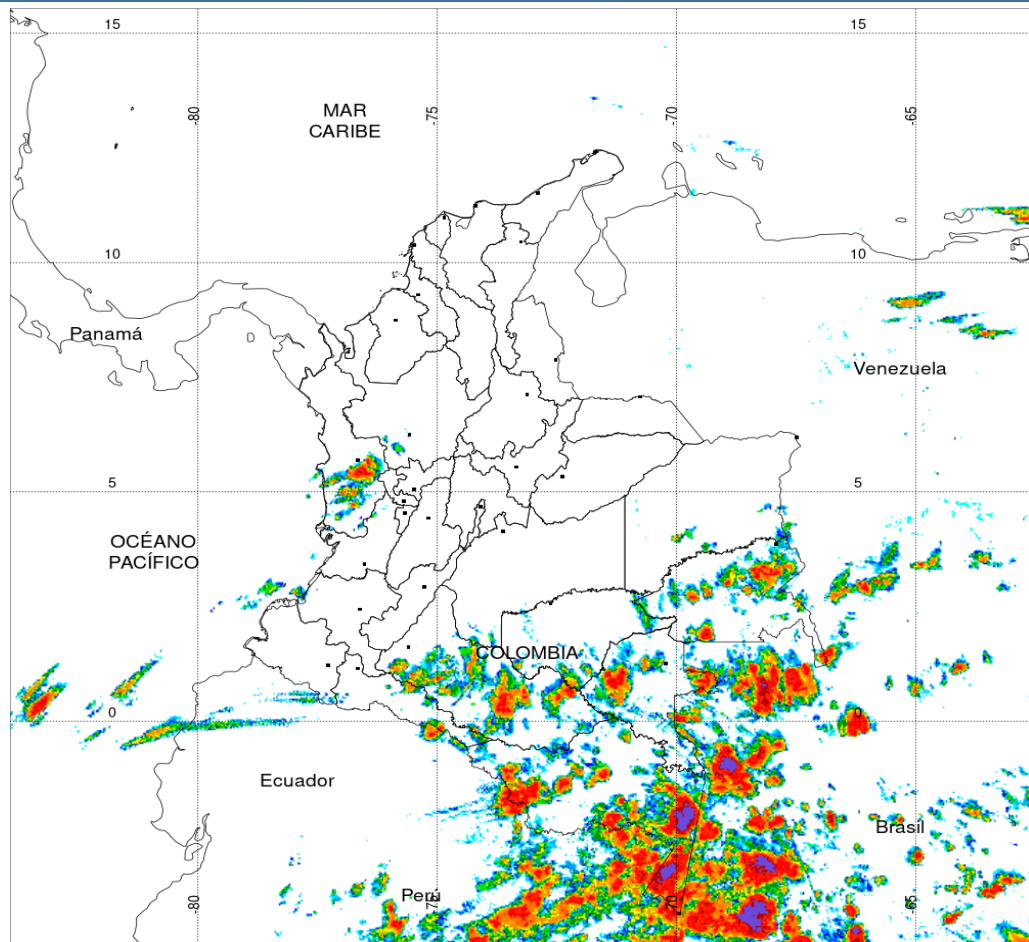 15
15
-80
-75
-70
-65
MAR
CARIBE
10
10
Panamá
Venezuela
5
5
OCÉANO
PACÍFICO
COLOMBIA
0
0
Ecuador
Brasil
Perú
-80
-75
-70
-65